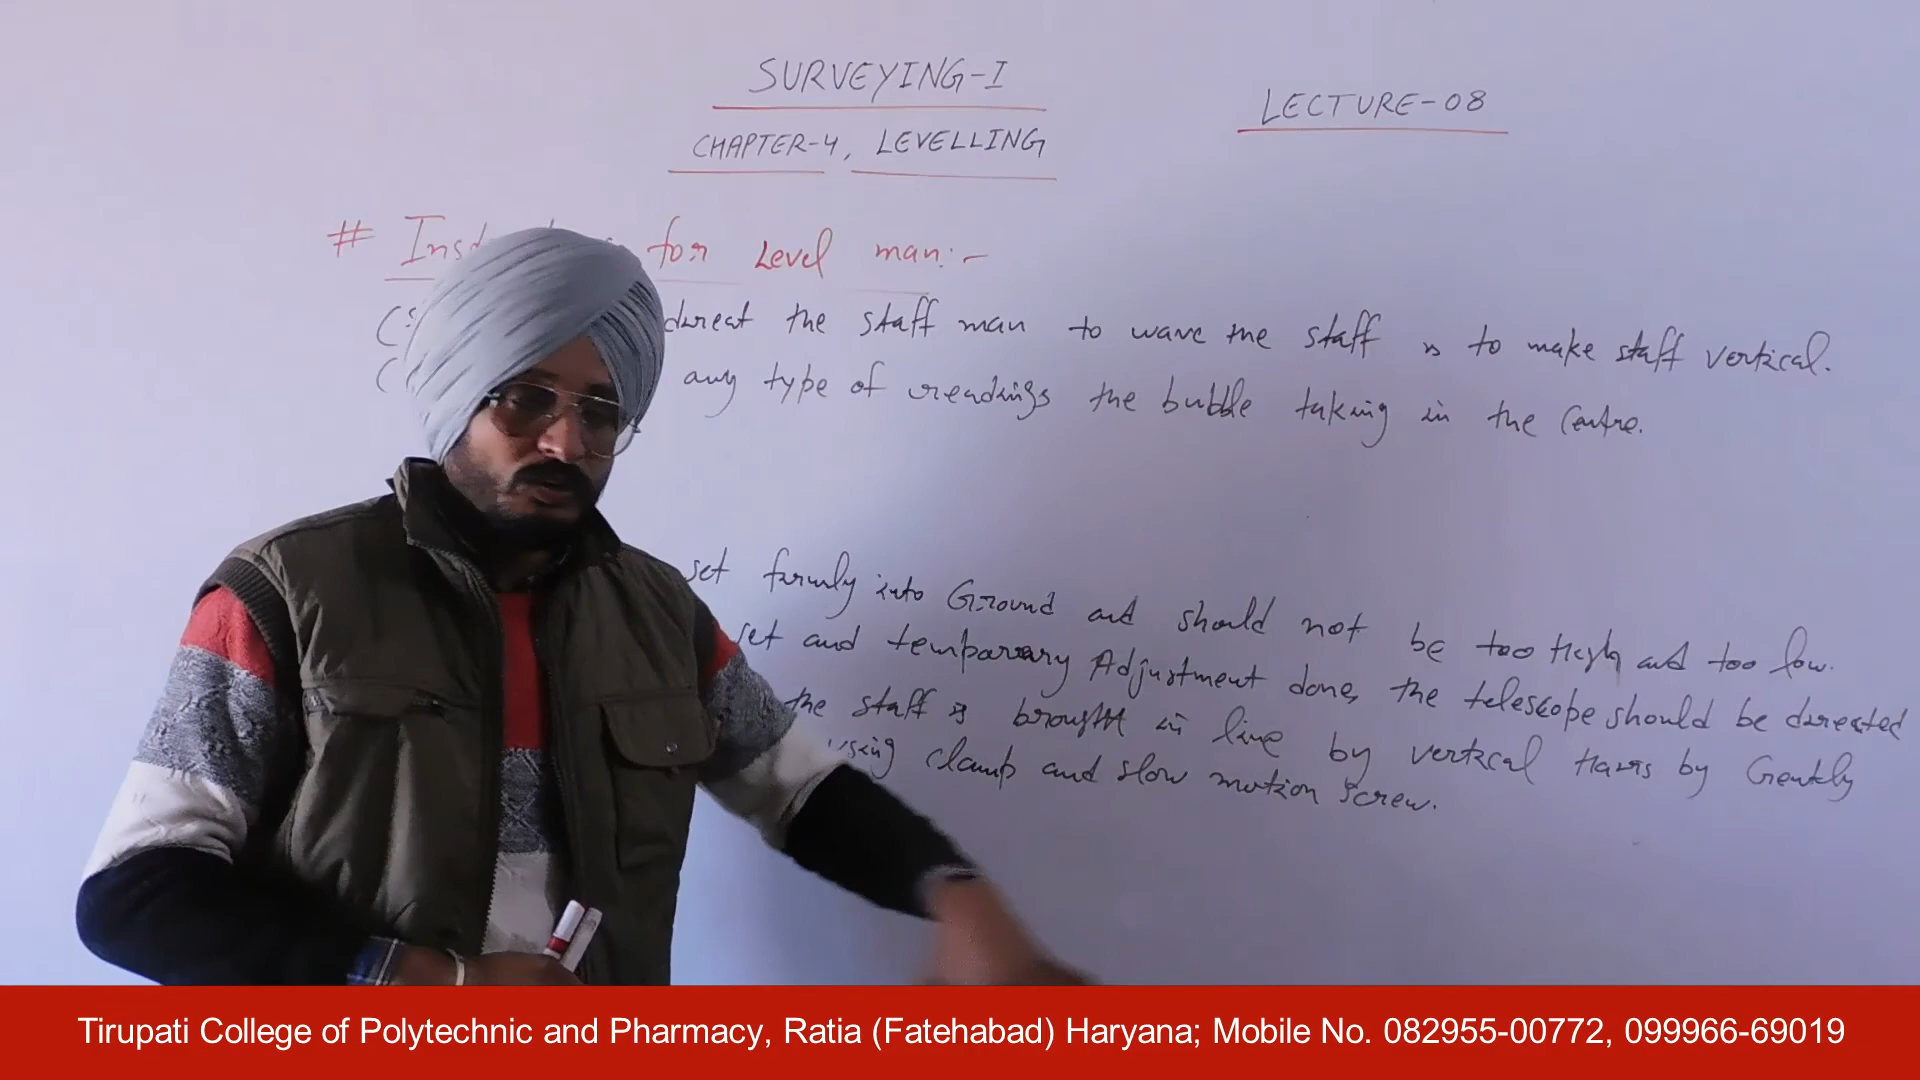 SURVEYING-I
LECTURE-08
CHAPTER-4, LEVELLING
# for Level man:-
direct the staff man to wave the staff is to make staff vertical.
any type of readings the bubble taking in the Centre.
set firmly into Ground and should not be too High and too low.
set and temporary Adjustment done, the telescope should be directed
the staff is brought in line by vertical Hairs by Gently
using clamp and slow motion screw.
Tirupati College of Polytechnic and Pharmacy, Ratia (Fatehabad) Haryana; Mobile No. 082955-00772, 099966-69019